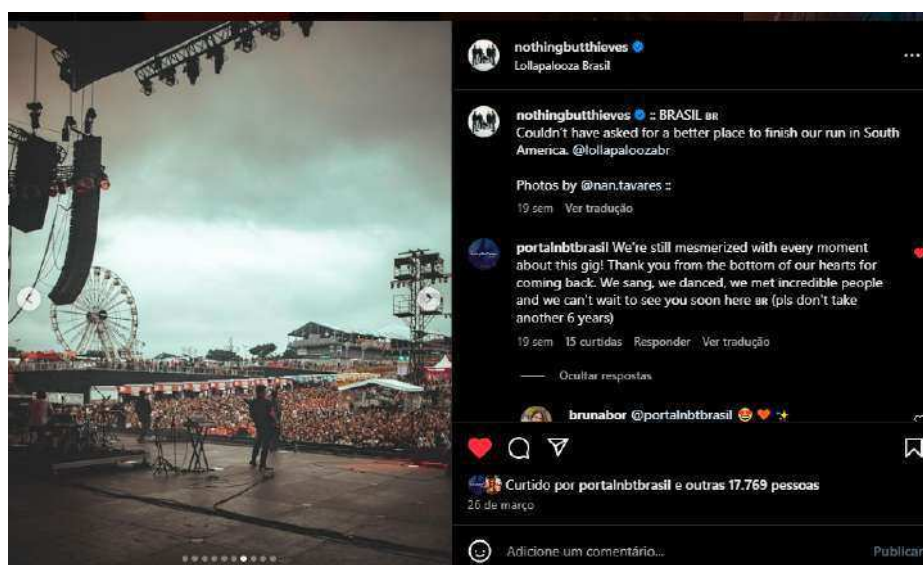 nothingbutthieves
Lollapalooza Brasil
nothingbutthieves :: BRASIL BR
Couldn't have asked for a better place to finish our run in South
America. @lollapaloozabr
Photos by @nan.tavares ::
19 sem Ver tradução
portalnbtbrasil We're still mesmerized with every moment
about this gig! Thank you from the bottom of our hearts for
coming back. We sang, we danced, we met incredible people
and we can't wait to see you soon here BR (pls don't take
another 6 years)
19 sem 15 curtidas Responder Ver tradução
Ocultar respostas
brunabor @portalnbtbrasil
Curtido por portalnbtbrasil e outras 17.769 pessoas
26 de março
Adicione um comentário...
Publicar